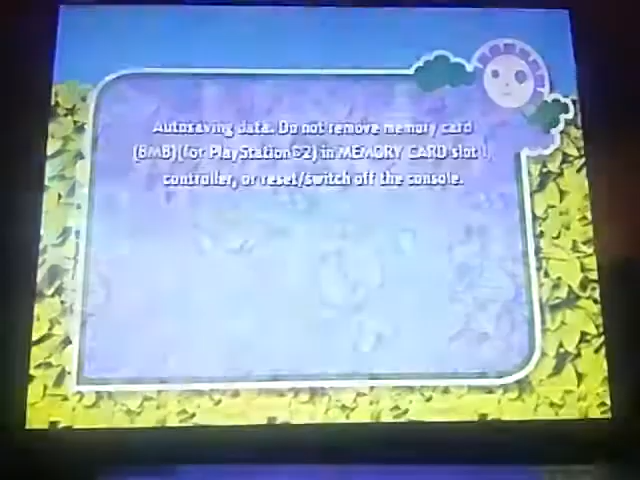 Autosaving data. Do not remove memory card
(8MB)(for PlayStation®2) in MEMORY CARD slot 1,
controller, or reset/switch off the console.